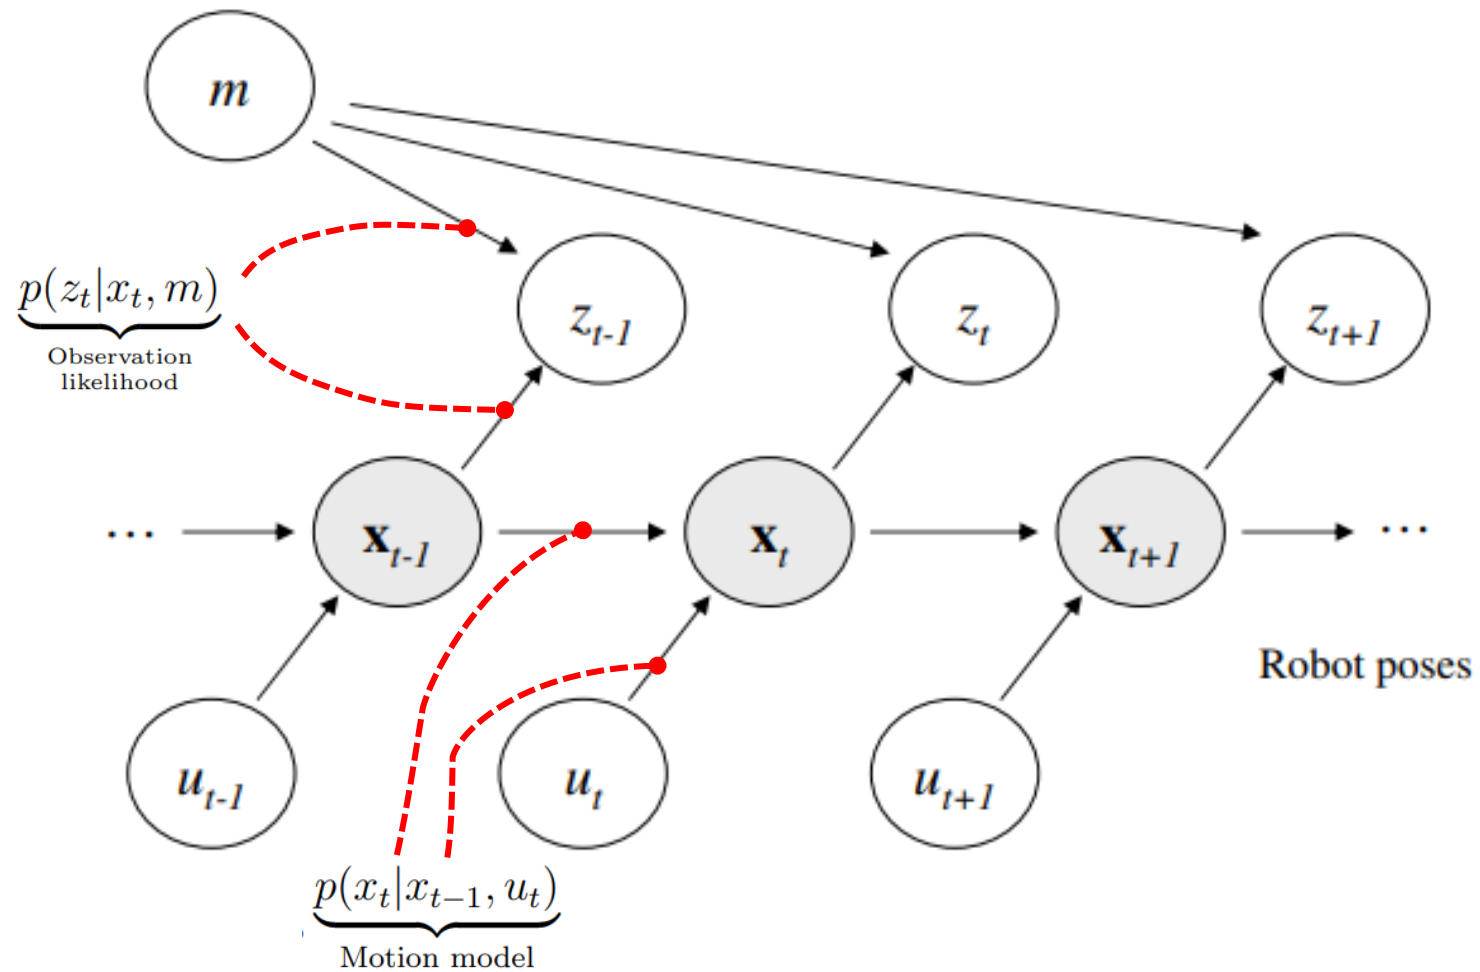 m
p(z_t|x_t, m)
Observation
likelihood
z_{t-1}
z_t
z_{t+1}
...
x_{t-1}
x_t
x_{t+1}
...
Robot poses
u_{t-1}
u_t
u_{t+1}
p(x_t|x_{t-1}, u_t)
Motion model